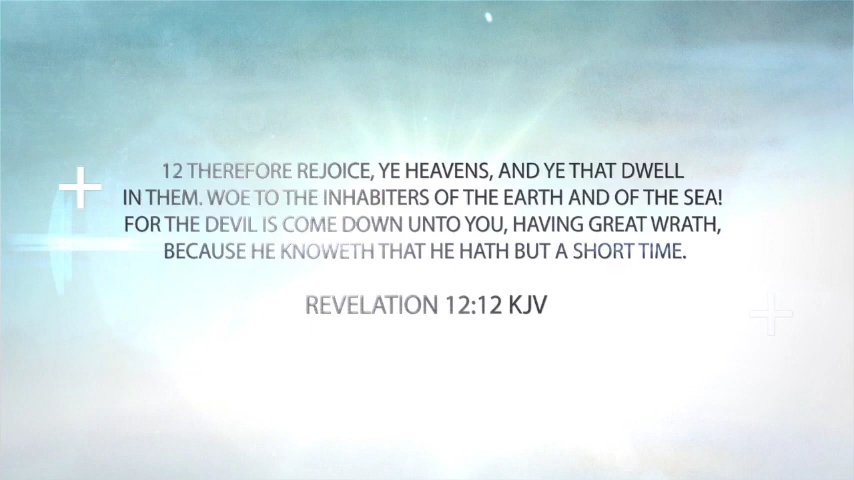 12 THEREFORE REJOICE, YE HEAVENS, AND YE THAT DWELL
IN THEM. WOE TO THE INHABITERS OF THE EARTH AND OF THE SEA!
FOR THE DEVIL IS COME DOWN UNTO YOU, HAVING GREAT WRATH,
BECAUSE HE KNOWETH THAT HE HATH BUT A SHORT TIME.
REVELATION 12:12 KJV